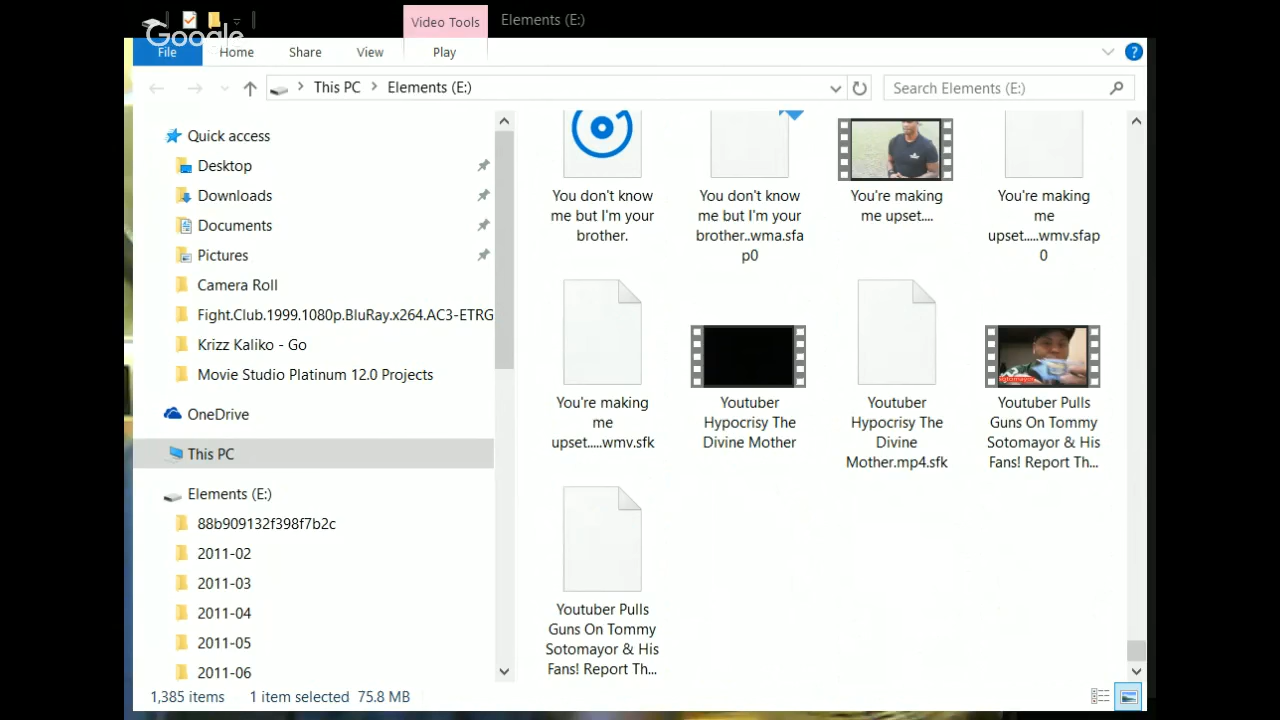 Video Tools
Elements (E:)
Google
File
Home
Share
View
Play
?
This PC
Elements (E:)
Search Elements (E:)
Quick access
Desktop
Downloads
Documents
Pictures
Camera Roll
Fight.Club.1999.1080p.BluRay.x264.AC3-ETRG
Krizz Kaliko - Go
Movie Studio Platinum 12.0 Projects
OneDrive
This PC
Elements (E:)
88b909132f398f7b2c
2011-02
2011-03
2011-04
2011-05
2011-06
You don't know
me but I'm your
brother.
You don't know
me but I'm your
brother..wma.sfa
p0
You're making
me upset....
You're making
me
upset.....wmv.sfap
0
You're making
me
upset.....wmv.sfk
Youtuber
Hypocrisy The
Divine Mother
Youtuber
Hypocrisy The
Divine
Mother.mp4.sfk
Youtuber Pulls
Guns On Tommy
Sotomayor & His
Fans! Report Th...
Youtuber Pulls
Guns On Tommy
Sotomayor & His
Fans! Report Th...
1,385 items
1 item selected
75.8 MB